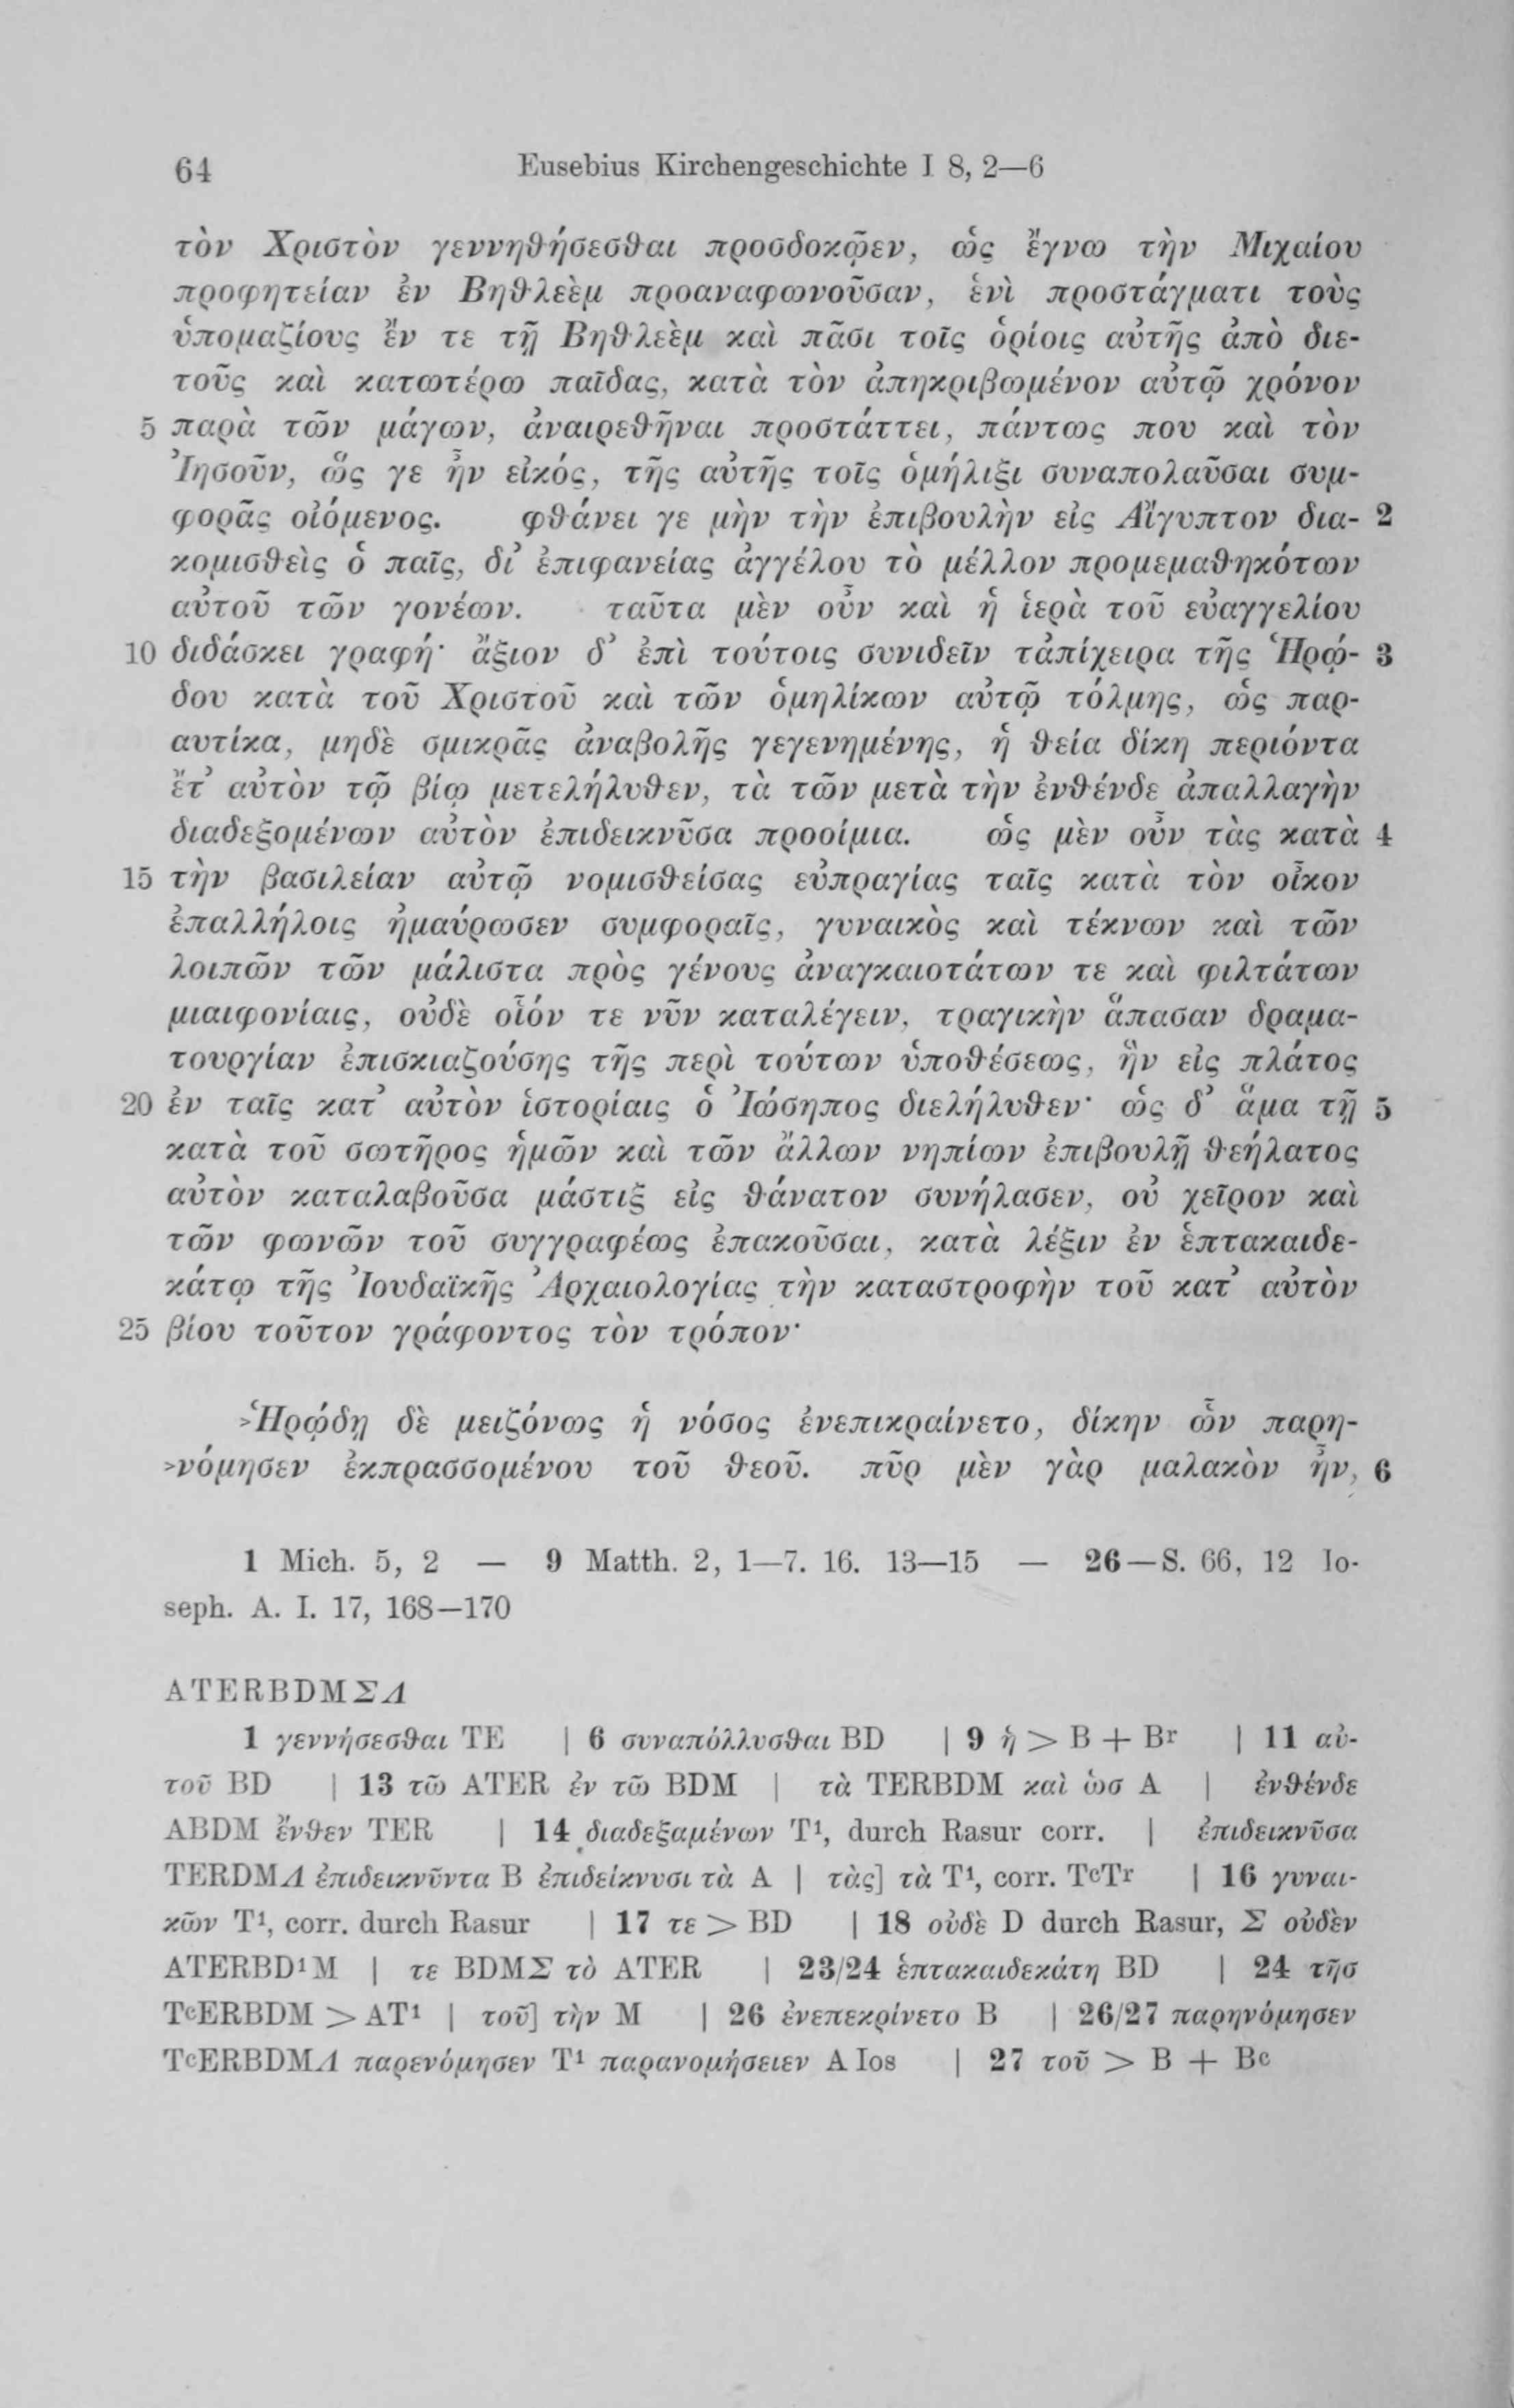 64 Eusebius Kirchengeschichte I 8, 2—6
τὸν Χριστὸν γεννηθήσεσθαι προσδοκῷεν, ὡς ἔγνω τὴν Μιχαίου
προφητείαν ἐν Βηθλεὲμ προαναφωνοῦσαν, ἑνὶ προστάγματι τοὺς
ὑπομαζίους ἔν τε τῇ Βηθλεὲμ καὶ πᾶσι τοῖς ὁρίοις αὐτῆς ἀπὸ διε-
τοῦς καὶ κατωτέρω παῖδας, κατὰ τὸν ἀπηκριβωμένον αὐτῷ χρόνον
5 παρὰ τῶν μάγων, ἀναιρεθῆναι προστάττει, πάντως που καὶ τὸν
Ἰησοῦν, ὥς γε ἦν εἰκός, τῆς αὐτῆς τοῖς ὁμήλιξι συναπολαῦσαι συμ-
φορᾶς οἰόμενος. φθάνει γε μὴν τὴν ἐπιβουλὴν εἰς Αἴγυπτον δια- 2
κομισθεὶς ὁ παῖς, δι᾽ ἐπιφανείας ἀγγέλου τὸ μέλλον προμεμαθηκότων
αὐτοῦ τῶν γονέων. ταῦτα μὲν οὖν καὶ ἡ ἱερὰ τοῦ εὐαγγελίου
10 διδάσκει γραφή· ἄξιον δ᾽ ἐπὶ τούτοις συνιδεῖν τἀπίχειρα τῆς Ἡρῴ- 3
δου κατὰ τοῦ Χριστοῦ καὶ τῶν ὁμηλίκων αὐτῷ τόλμης, ὡς παρ-
αυτίκα, μηδὲ σμικρᾶς ἀναβολῆς γεγενημένης, ἡ θεία δίκη περιόντα
ἔτ᾽ αὐτὸν τῷ βίῳ μετελήλυθεν, τὰ τῶν μετὰ τὴν ἐνθένδε ἀπαλλαγὴν
διαδεξομένων αὐτὸν ἐπιδεικνῦσα προοίμια. ὡς μὲν οὖν τὰς κατὰ 4
15 τὴν βασιλείαν αὐτῷ νομισθείσας εὐπραγίας ταῖς κατὰ τὸν οἶκον
ἐπαλλήλοις ἠμαύρωσεν συμφοραῖς, γυναικὸς καὶ τέκνων καὶ τῶν
λοιπῶν τῶν μάλιστα πρὸς γένους ἀναγκαιοτάτων τε καὶ φιλτάτων
μιαιφονίαις, οὐδὲ οἷόν τε νῦν καταλέγειν, τραγικὴν ἅπασαν δραμα-
τουργίαν ἐπισκιαζούσης τῆς περὶ τούτων ὑποθέσεως, ἣν εἰς πλάτος
20 ἐν ταῖς κατ᾽ αὐτὸν ἱστορίαις ὁ Ἰώσηπος διελήλυθεν· ὡς δ᾽ ἅμα τῇ 5
κατὰ τοῦ σωτῆρος ἡμῶν καὶ τῶν ἄλλων νηπίων ἐπιβουλῇ θεήλατος
αὐτὸν καταλαβοῦσα μάστιξ εἰς θάνατον συνήλασεν, οὐ χεῖρον καὶ
τῶν φωνῶν τοῦ συγγραφέως ἐπακοῦσαι, κατὰ λέξιν ἐν ἑπτακαιδε-
κάτῳ τῆς Ἰουδαϊκῆς Ἀρχαιολογίας τὴν καταστροφὴν τοῦ κατ᾽ αὐτὸν
25 βίου τοῦτον γράφοντος τὸν τρόπον·
>Ἡρῴδῃ δὲ μειζόνως ἡ νόσος ἐνεπικραίνετο, δίκην ὧν παρη-
>νόμησεν ἐκπρασσομένου τοῦ θεοῦ. πῦρ μὲν γὰρ μαλακὸν ἦν, 6
1 Mich. 5, 2 — 9 Matth. 2, 1—7. 16. 13—15 — 26—S. 66, 12 Io-
seph. A. I. 17, 168—170
ATERBDMΣΛ
1 γεννήσεσθαι TE | 6 συναπόλλυσθαι BD | 9 ἡ > B + Br | 11 αὐ-
τοῦ BD | 13 τῶ ATER ἐν τῶ BDM | τὰ TERBDM καὶ ὡσ A | ἐνθένδε
ABDM ἔνθεν TER | 14 διαδεξαμένων T1, durch Rasur corr. | ἐπιδεικνῦσα
TERDMΛ ἐπιδεικνῦντα B ἐπιδείκνυσι τὰ A | τὰς] τὰ T1, corr. TcTr | 16 γυναι-
κῶν T1, corr. durch Rasur | 17 τε > BD | 18 οὐδὲ D durch Rasur, Σ οὐδὲν
ATERBD1M | τε BDMΣ τὸ ATER | 23/24 ἑπτακαιδεκάτη BD | 24 τῆσ
TcERBDM > AT1 | τοῦ] τὴν M | 26 ἐνεπεκρίνετο B | 26/27 παρηνόμησεν
TcERBDMΛ παρενόμησεν T1 παρανομήσειεν A Ios | 27 τοῦ > B + Bc